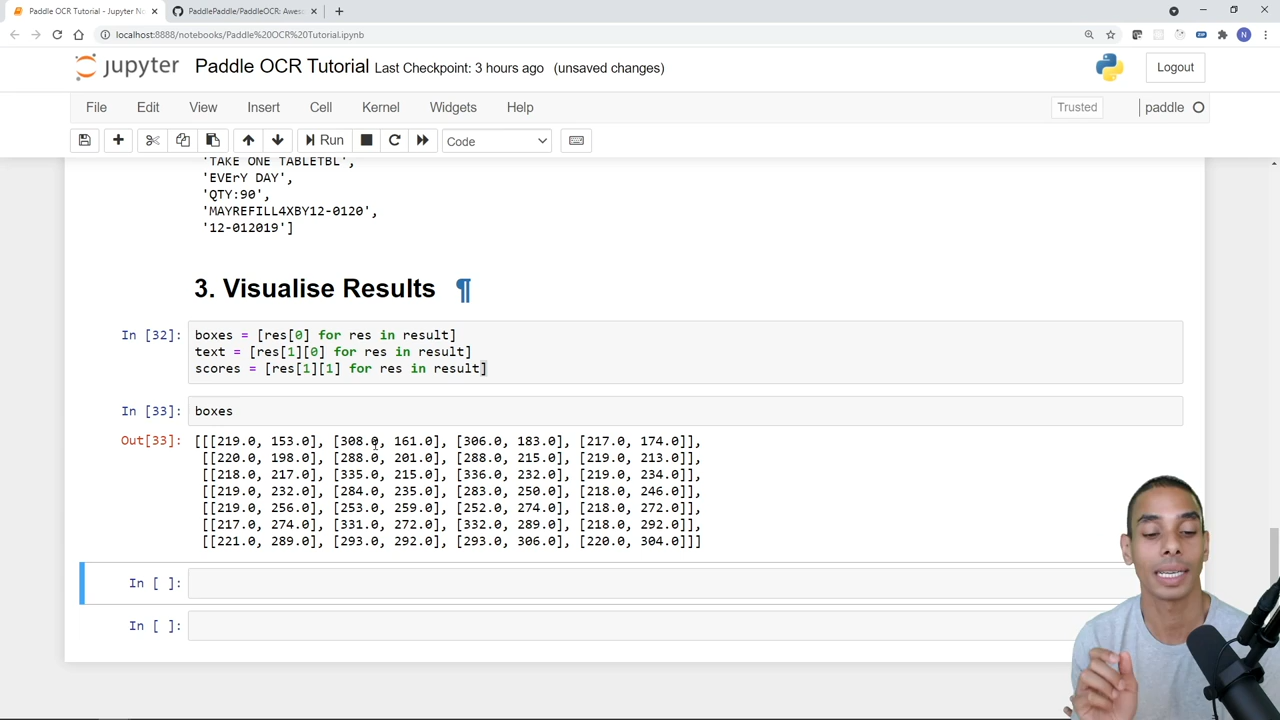 Paddle OCR Tutorial - Jupyter No
PaddlePaddle/PaddleOCR: Awes
localhost:8888/notebooks/Paddle%20OCR%20Tutorial.ipynb
jupyter Paddle OCR Tutorial Last Checkpoint: 3 hours ago (unsaved changes) Logout
File Edit View Insert Cell Kernel Widgets Help Trusted paddle
Run Code
'TAKE ONE TABLETBL',
'EVErY DAY',
'QTY:90',
'MAYREFILL4XBY12-0120',
'12-012019']
3. Visualise Results ¶
In [32]: boxes = [res[0] for res in result]
text = [res[1][0] for res in result]
scores = [res[1][1] for res in result]
In [33]: boxes
Out[33]: [[[219.0, 153.0], [308.0, 161.0], [306.0, 183.0], [217.0, 174.0]],
[[220.0, 198.0], [288.0, 201.0], [288.0, 215.0], [219.0, 213.0]],
[[218.0, 217.0], [335.0, 215.0], [336.0, 232.0], [219.0, 234.0]],
[[219.0, 232.0], [284.0, 235.0], [283.0, 250.0], [218.0, 246.0]],
[[219.0, 256.0], [253.0, 259.0], [252.0, 274.0], [218.0, 272.0]],
[[217.0, 274.0], [331.0, 272.0], [332.0, 289.0], [218.0, 292.0]],
[[221.0, 289.0], [293.0, 292.0], [293.0, 306.0], [220.0, 304.0]]]
In [ ]:
In [ ]: